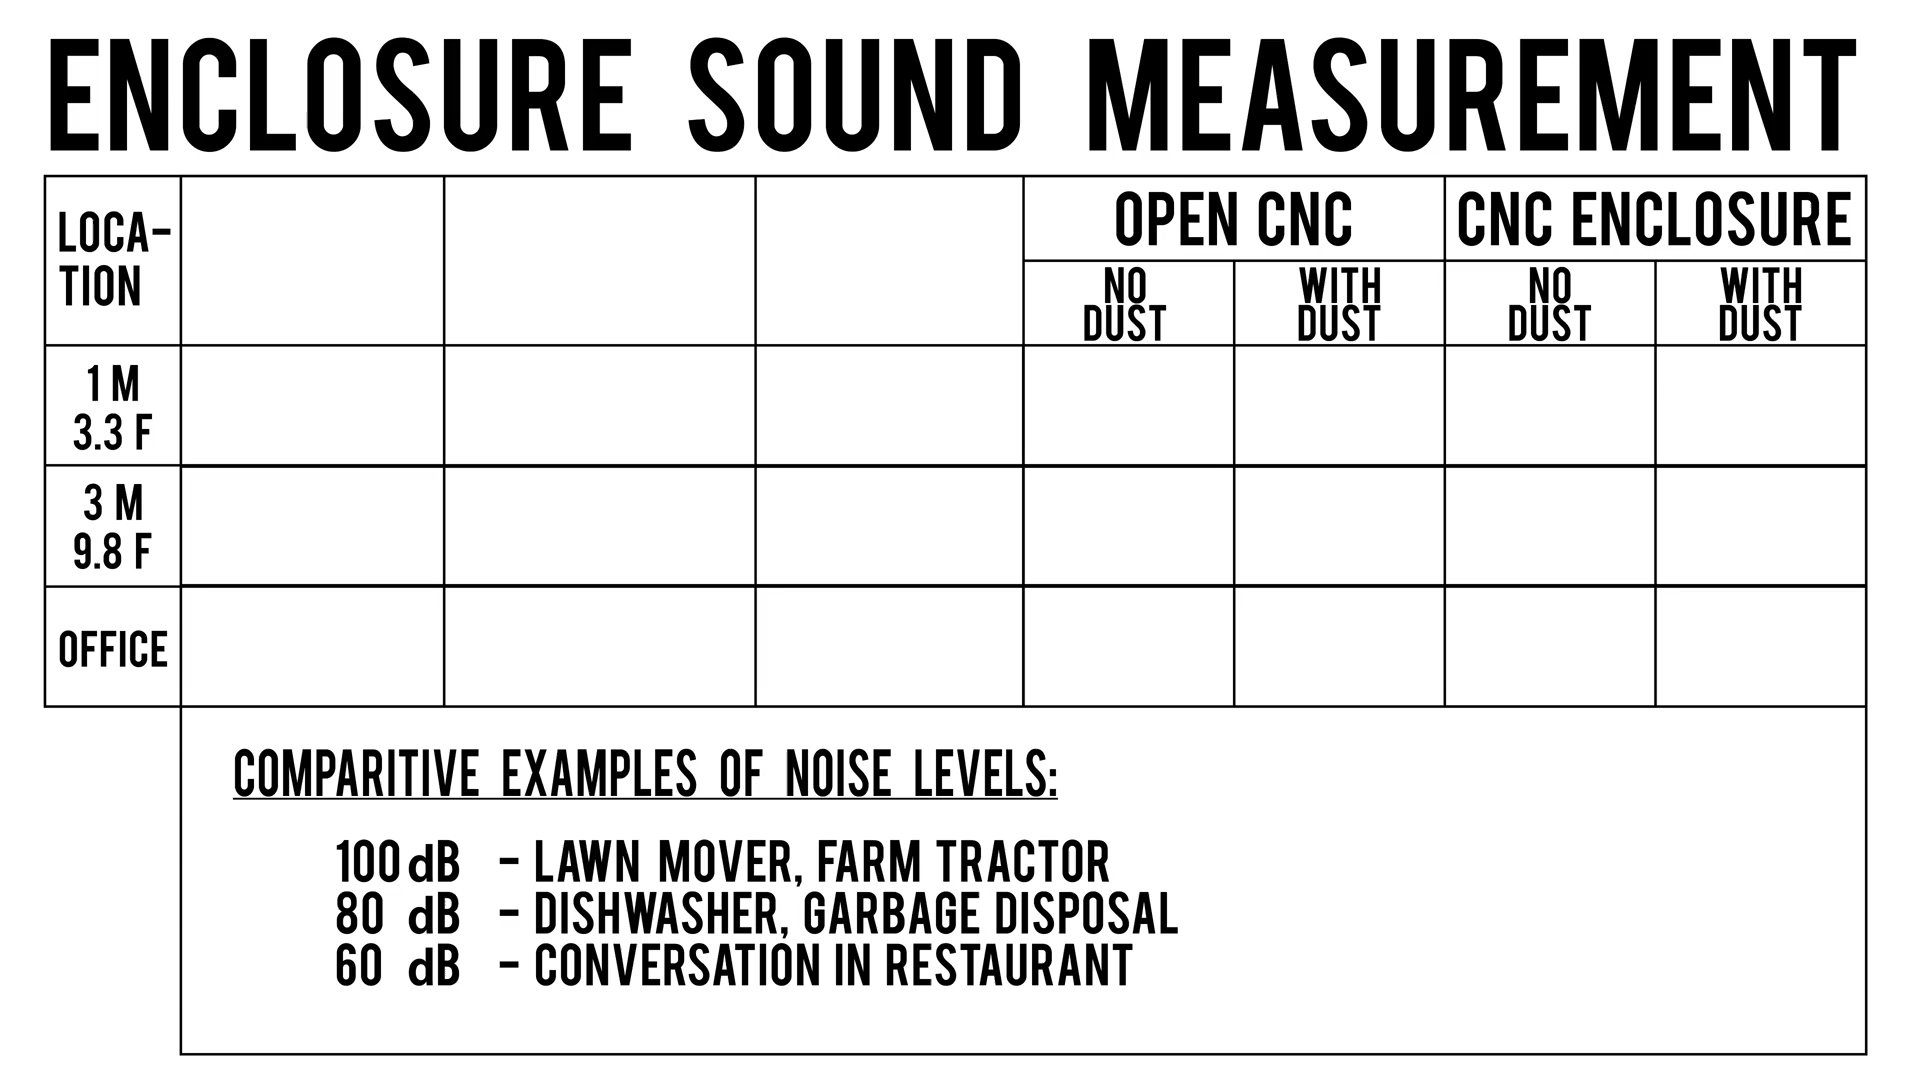 ENCLOSURE SOUND MEASUREMENT
LOCA-
TION
OPEN CNC
CNC ENCLOSURE
NO
DUST
WITH
DUST
NO
DUST
WITH
DUST
1 M
3.3 F
3 M
9.8 F
OFFICE
COMPARITIVE EXAMPLES OF NOISE LEVELS:
100 dB - LAWN MOVER, FARM TRACTOR
80 dB - DISHWASHER, GARBAGE DISPOSAL
60 dB - CONVERSATION IN RESTAURANT